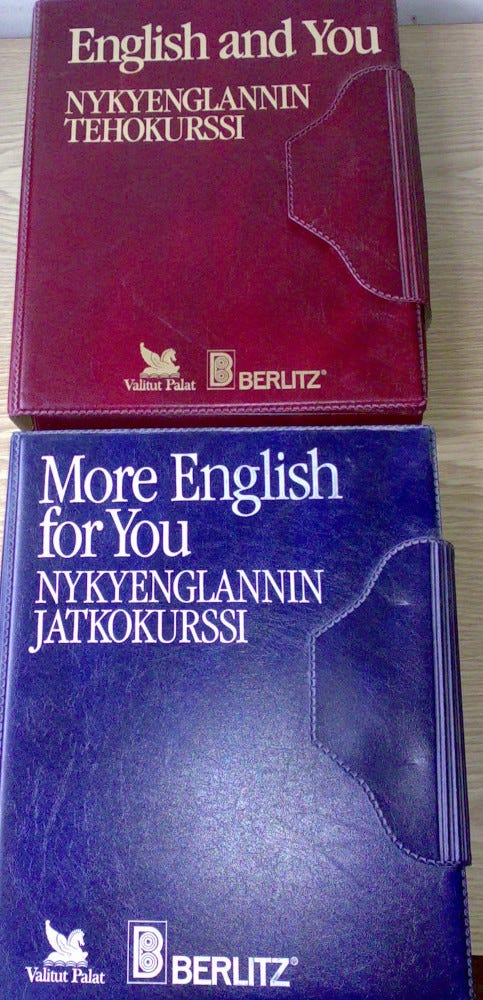 English and You
NYKYENGLANNIN
TEHOKURSSI
Valitut Palat
BERLITZ®
More English
for You
NYKYENGLANNIN
JATKOKURSSI
Valitut Palat
BERLITZ®